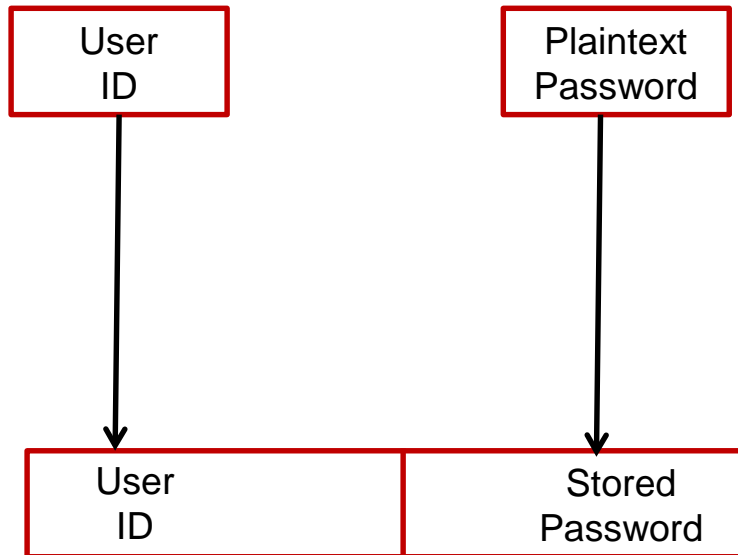 User
ID
Plaintext
Password
User
ID
Stored
Password